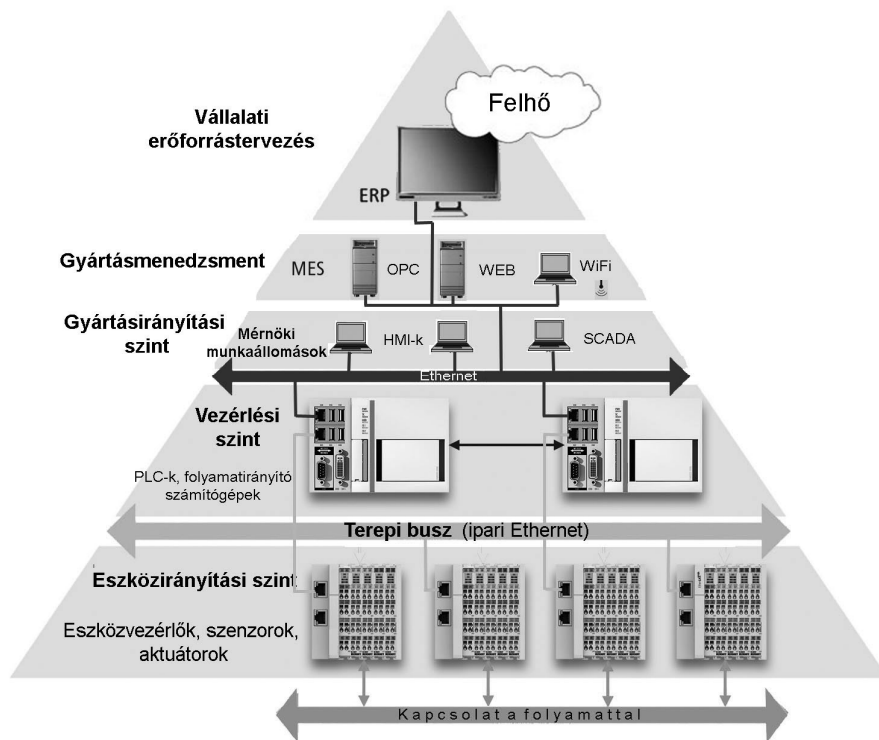 Felhő
Vállalati
erőforrástervezés
ERP
Gyártásmenedzsment
MES
OPC
WEB
WiFi
Gyártásirányítási
szint
Mérnöki
munkaállomások
HMI-k
SCADA
Ethernet
Vezérlési
szint
PLC-k, folyamatirányító
számítógépek
Terepi busz (ipari Ethernet)
Eszközirányítási szint
Eszközvezérlők, szenzorok,
aktuátorok
Kapcsolat a folyamattal